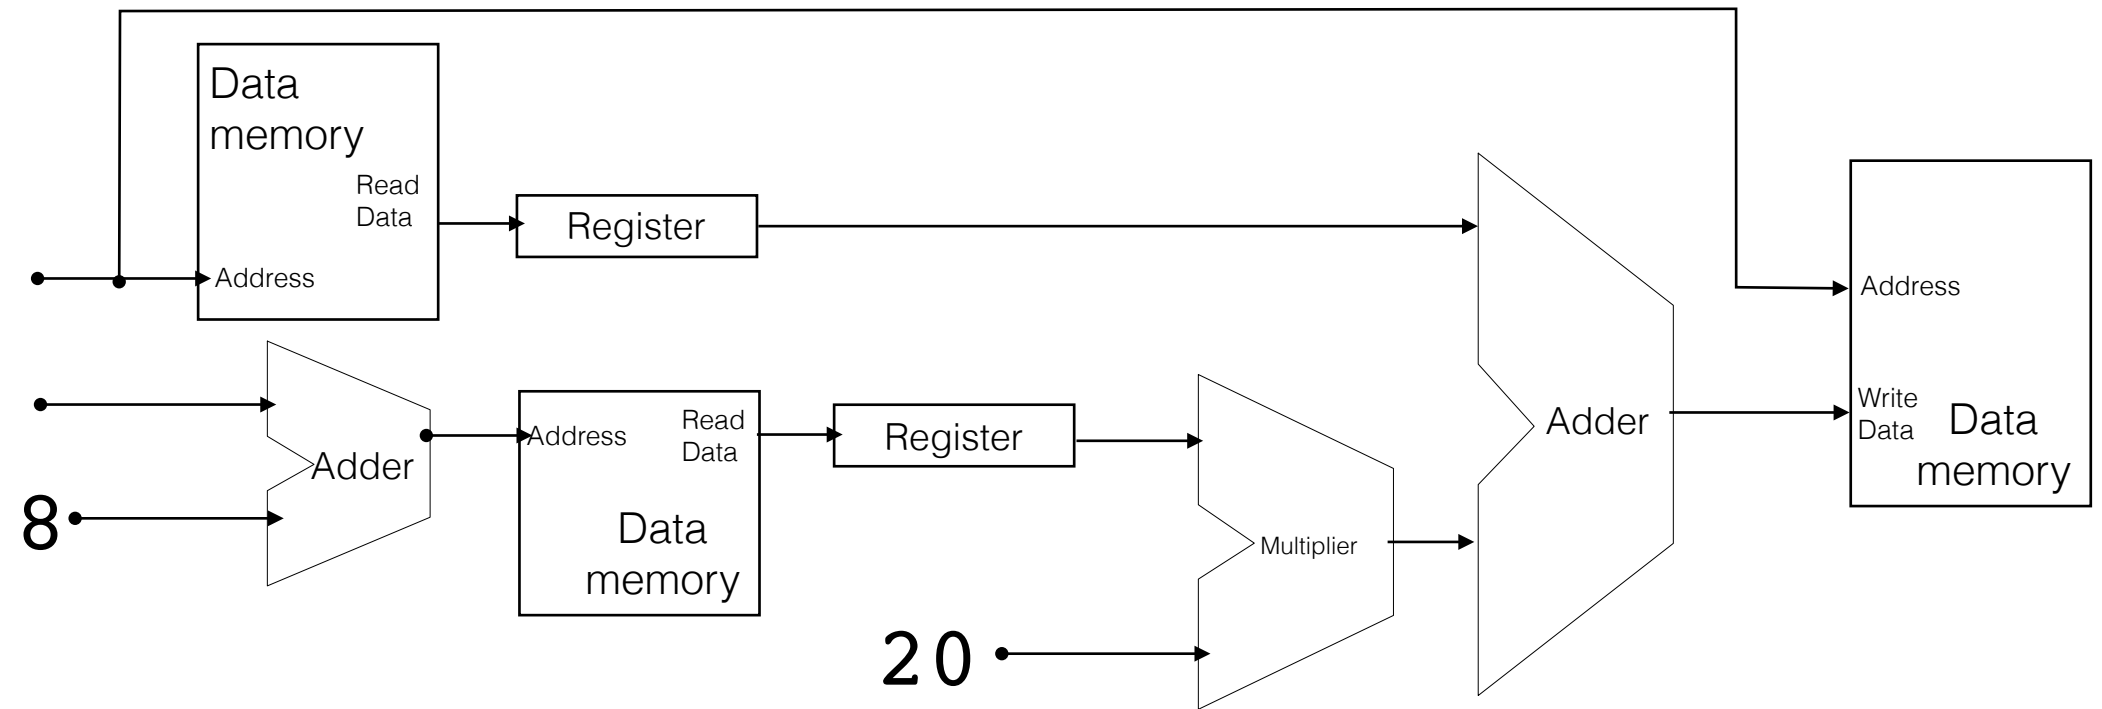 Data
memory
Read
Data
Address
Register
Adder
8
Address
Read
Data
Data
memory
Register
Multiplier
20
Adder
Address
Write
Data
Data
memory